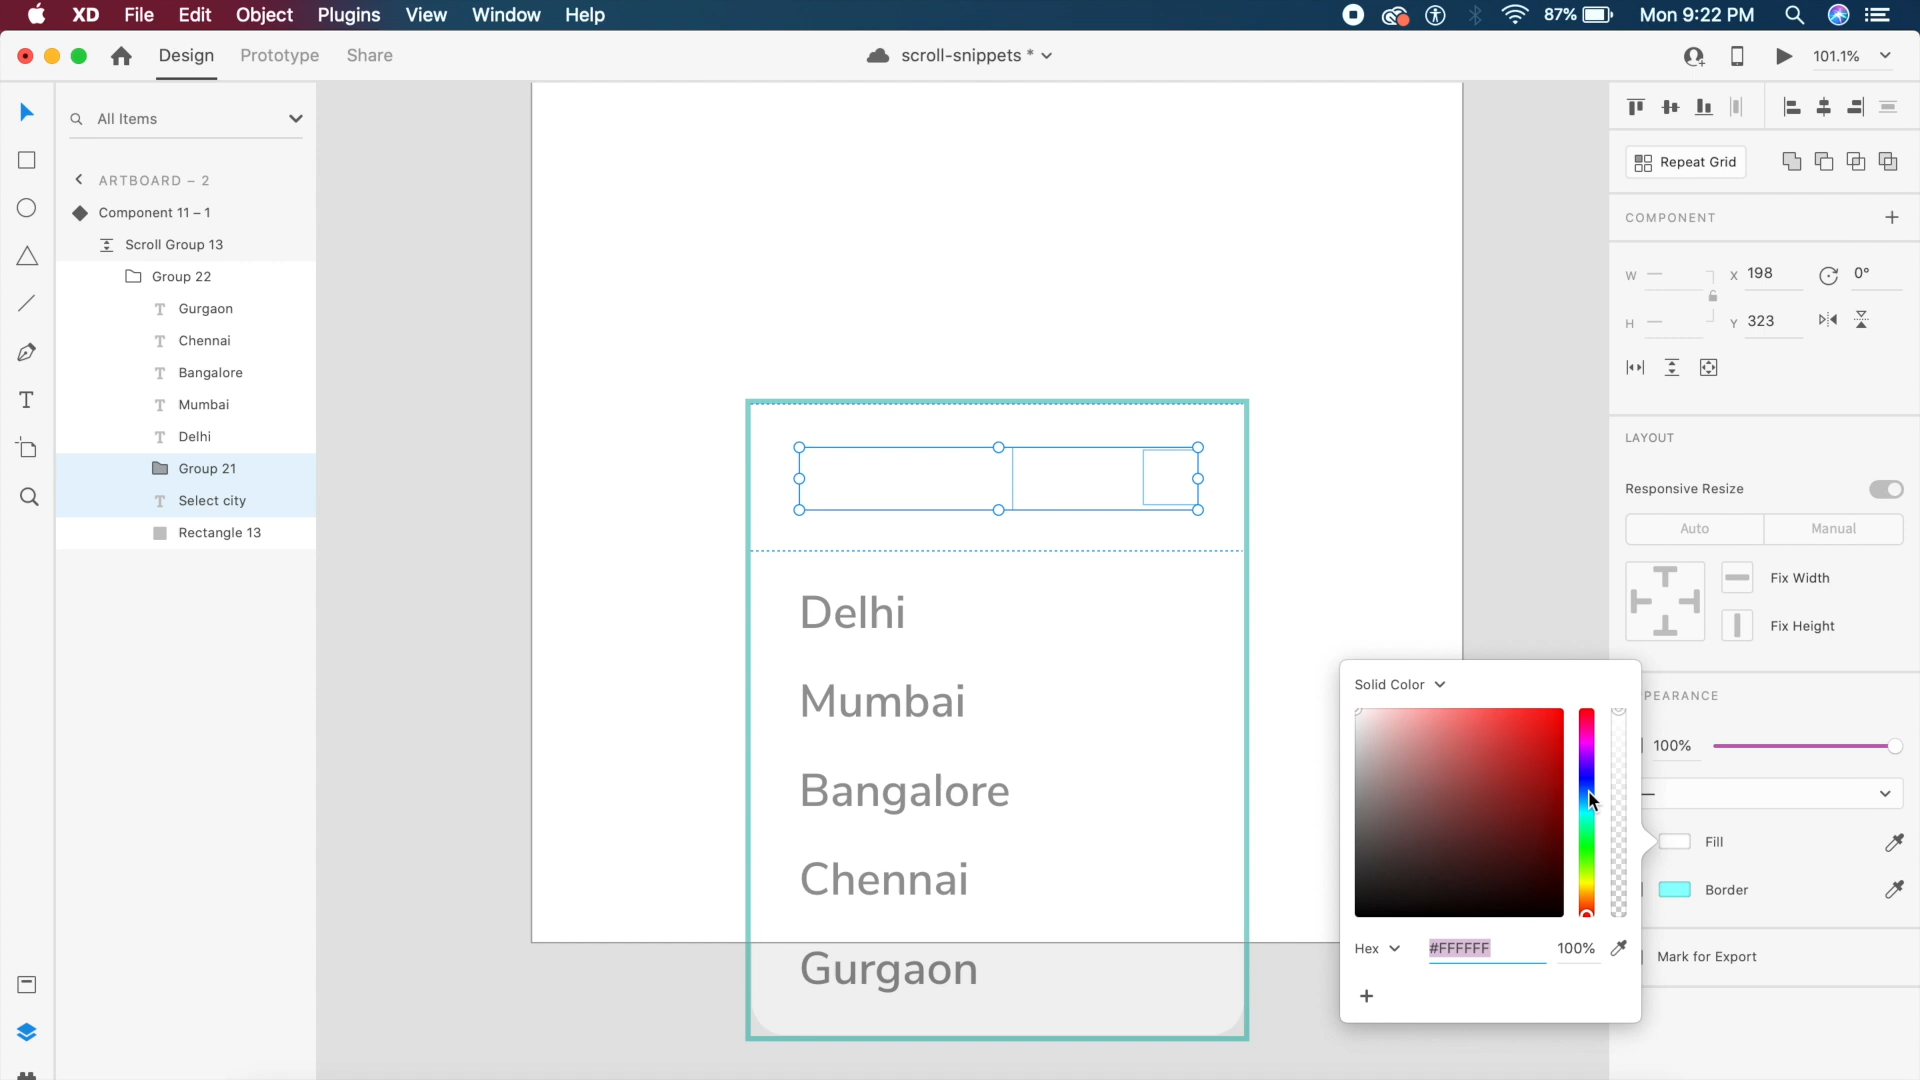 XD File Edit Object Plugins View Window Help 87% Mon 9:22 PM
Design Prototype Share scroll-snippets * 101.1%
All Items
ARTBOARD – 2
Component 11 – 1
Scroll Group 13
Group 22
Gurgaon
Chennai
Bangalore
Mumbai
Delhi
Group 21
Select city
Rectangle 13
Delhi
Mumbai
Bangalore
Chennai
Gurgaon
Repeat Grid
COMPONENT
W — X 198 0°
H — Y 323
LAYOUT
Responsive Resize
Auto Manual
Fix Width
Fix Height
PEARANCE
100%
Fill
Border
Mark for Export
Solid Color
Hex #FFFFFF 100%